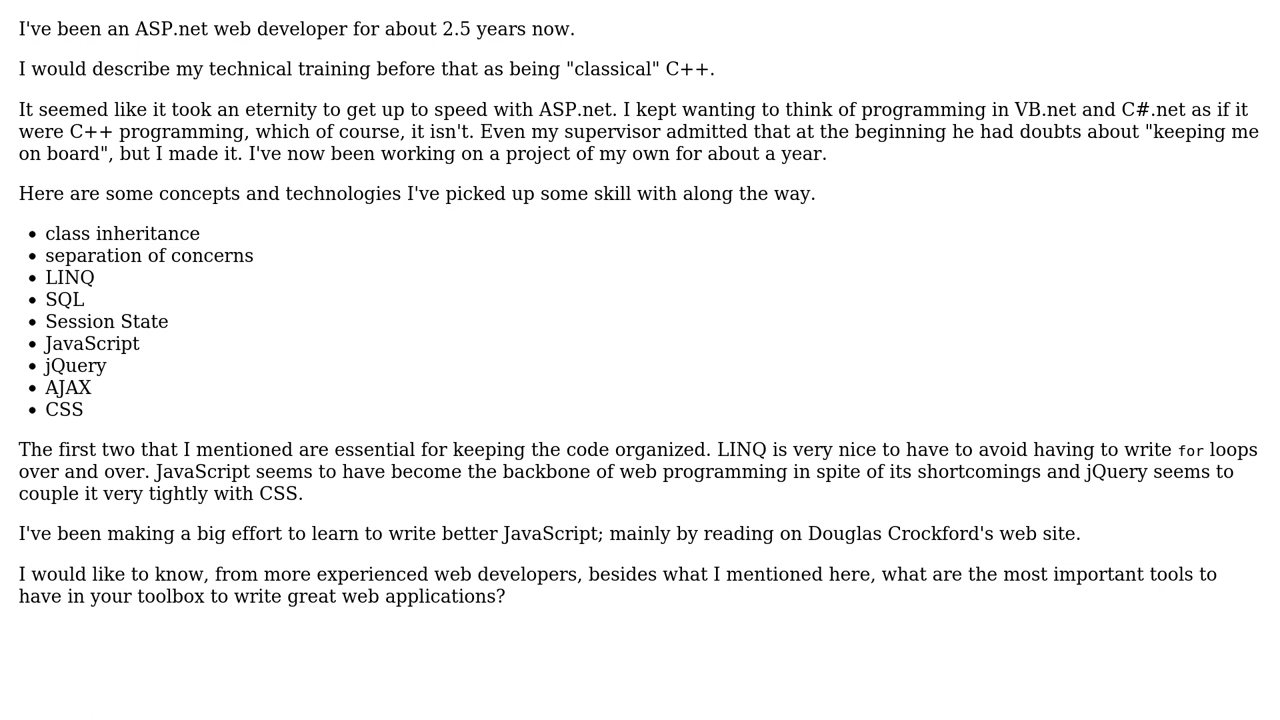 I've been an ASP.net web developer for about 2.5 years now.
I would describe my technical training before that as being "classical" C++.
It seemed like it took an eternity to get up to speed with ASP.net. I kept wanting to think of programming in VB.net and C#.net as if it
were C++ programming, which of course, it isn't. Even my supervisor admitted that at the beginning he had doubts about "keeping me
on board", but I made it. I've now been working on a project of my own for about a year.
Here are some concepts and technologies I've picked up some skill with along the way.
• class inheritance
• separation of concerns
• LINQ
• SQL
• Session State
• JavaScript
• jQuery
• AJAX
• CSS
The first two that I mentioned are essential for keeping the code organized. LINQ is very nice to have to avoid having to write for loops
over and over. JavaScript seems to have become the backbone of web programming in spite of its shortcomings and jQuery seems to
couple it very tightly with CSS.
I've been making a big effort to learn to write better JavaScript; mainly by reading on Douglas Crockford's web site.
I would like to know, from more experienced web developers, besides what I mentioned here, what are the most important tools to
have in your toolbox to write great web applications?